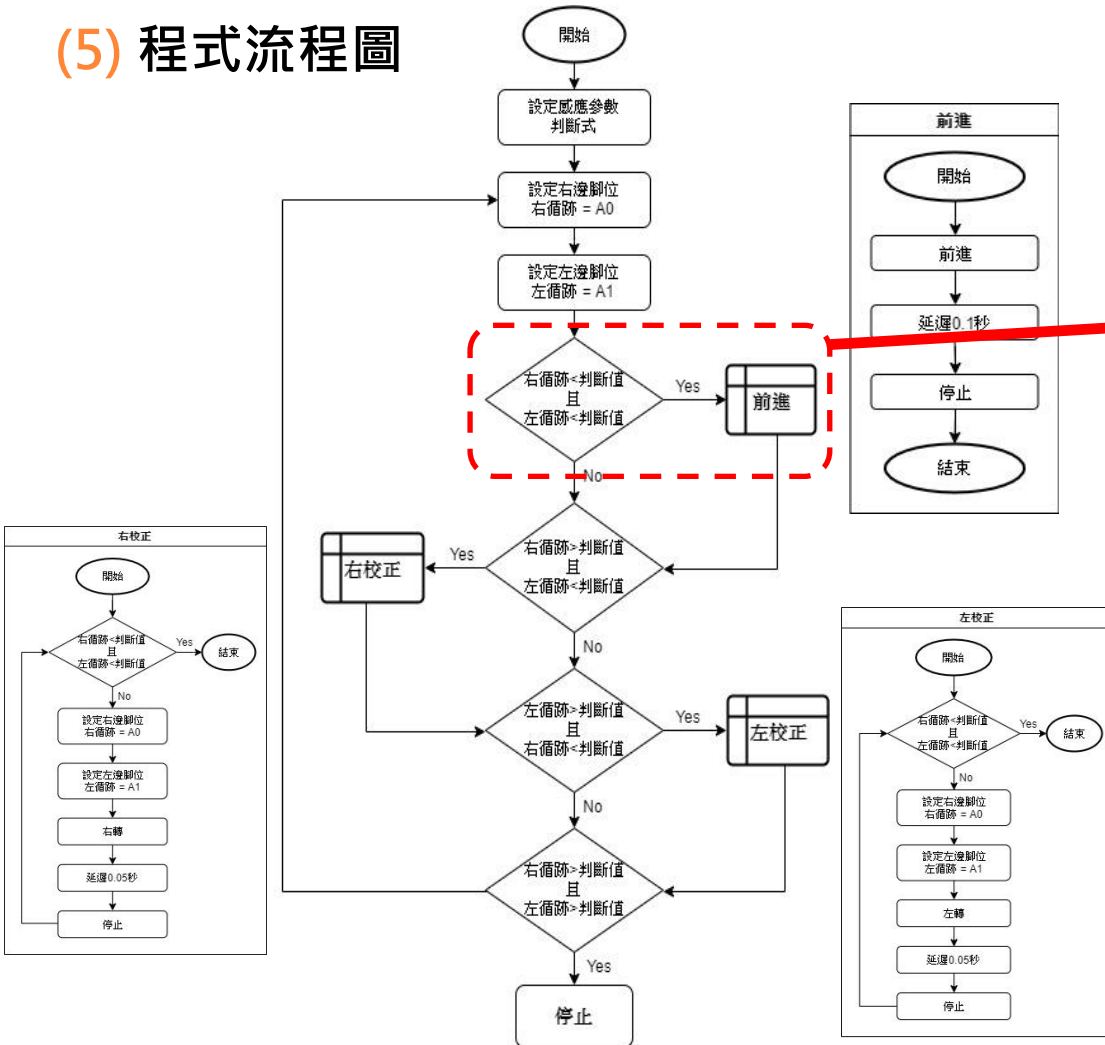 (5) 程式流程圖
開始
設定感應參數
判斷式
設定右邊腳位
右循跡 = A0
設定左邊腳位
左循跡 = A1
右循跡<判斷值
且
左循跡<判斷值
Yes
前進
No
右循跡>判斷值
且
左循跡<判斷值
Yes
右校正
No
左循跡>判斷值
且
右循跡<判斷值
Yes
左校正
No
右循跡>判斷值
且
左循跡>判斷值
Yes
停止
前進
開始
前進
延遲0.1秒
停止
結束
右校正
開始
右循跡<判斷值
且
左循跡<判斷值
Yes
結束
No
設定右邊腳位
右循跡 = A0
設定左邊腳位
左循跡 = A1
右轉
延遲0.05秒
停止
左校正
開始
右循跡<判斷值
且
左循跡<判斷值
Yes
結束
No
設定右邊腳位
右循跡 = A0
設定左邊腳位
左循跡 = A1
左轉
延遲0.05秒
停止